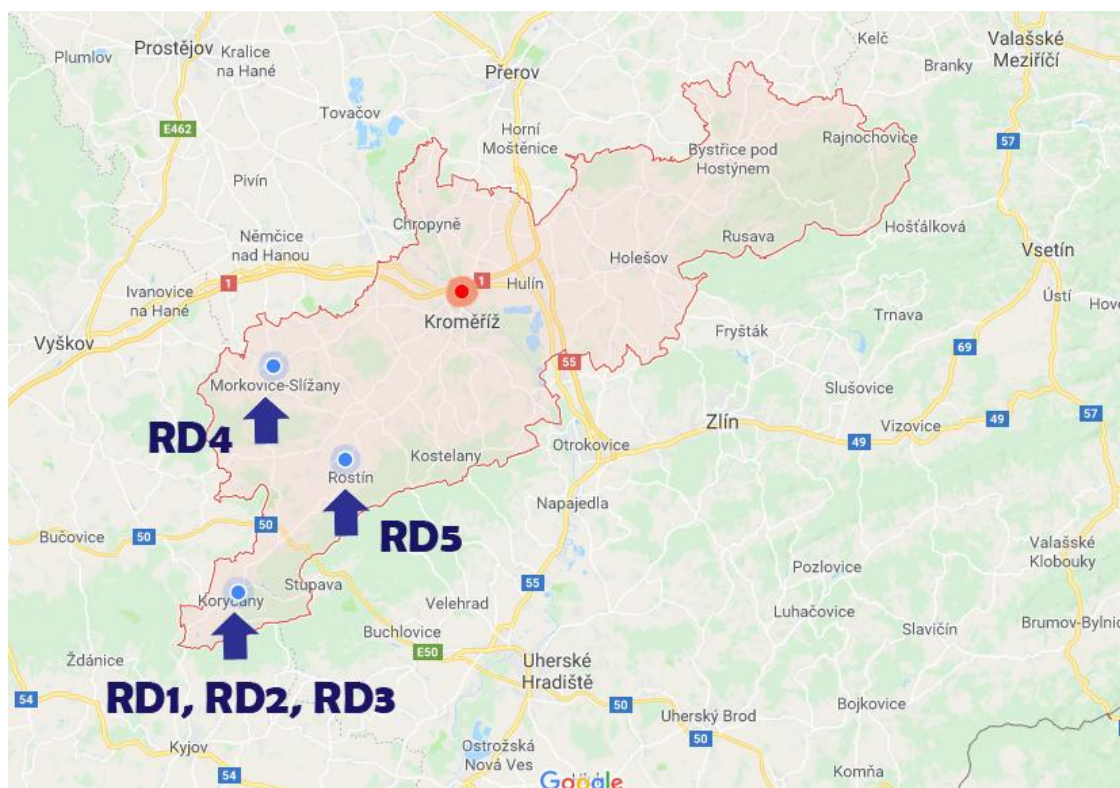 Kelč
Prostějov
Kralice
na Hané
Plumlov
Valašské
Meziříčí
Branky
Přerov
Tovačov
E462
Horní
Moštěnice
57
Bystřice pod
Hostýnem
Rajnochovice
Pivín
Chropyně
Němčice
nad Hanou
Hošťálková
Rusava
Holešov
Vsetín
1
1
Hulín
Ivanovice
na Hané
Ústí
Kroměříž
Trnava
Fryšták
Vyškov
69
55
Morkovice-Slížany
Slušovice
57
49
RD4
Zlín
Vizovice
49
Otrokovice
Kostelany
Rostín
Napajedla
50
RD5
50
Bučovice
Valašské
Klobouky
Pozlovice
55
Stupava
Koryčany
Velehrad
Luhačovice
Brumov-Bylnic
Slavičín
Buchlovice
E50
Ždánice
Uherské
Hradiště
54
RD1, RD2, RD3
50
Bojkovice
Uherský Brod
50
Kyjov
Ostrožská
Nová Ves
54
Komňa
Google